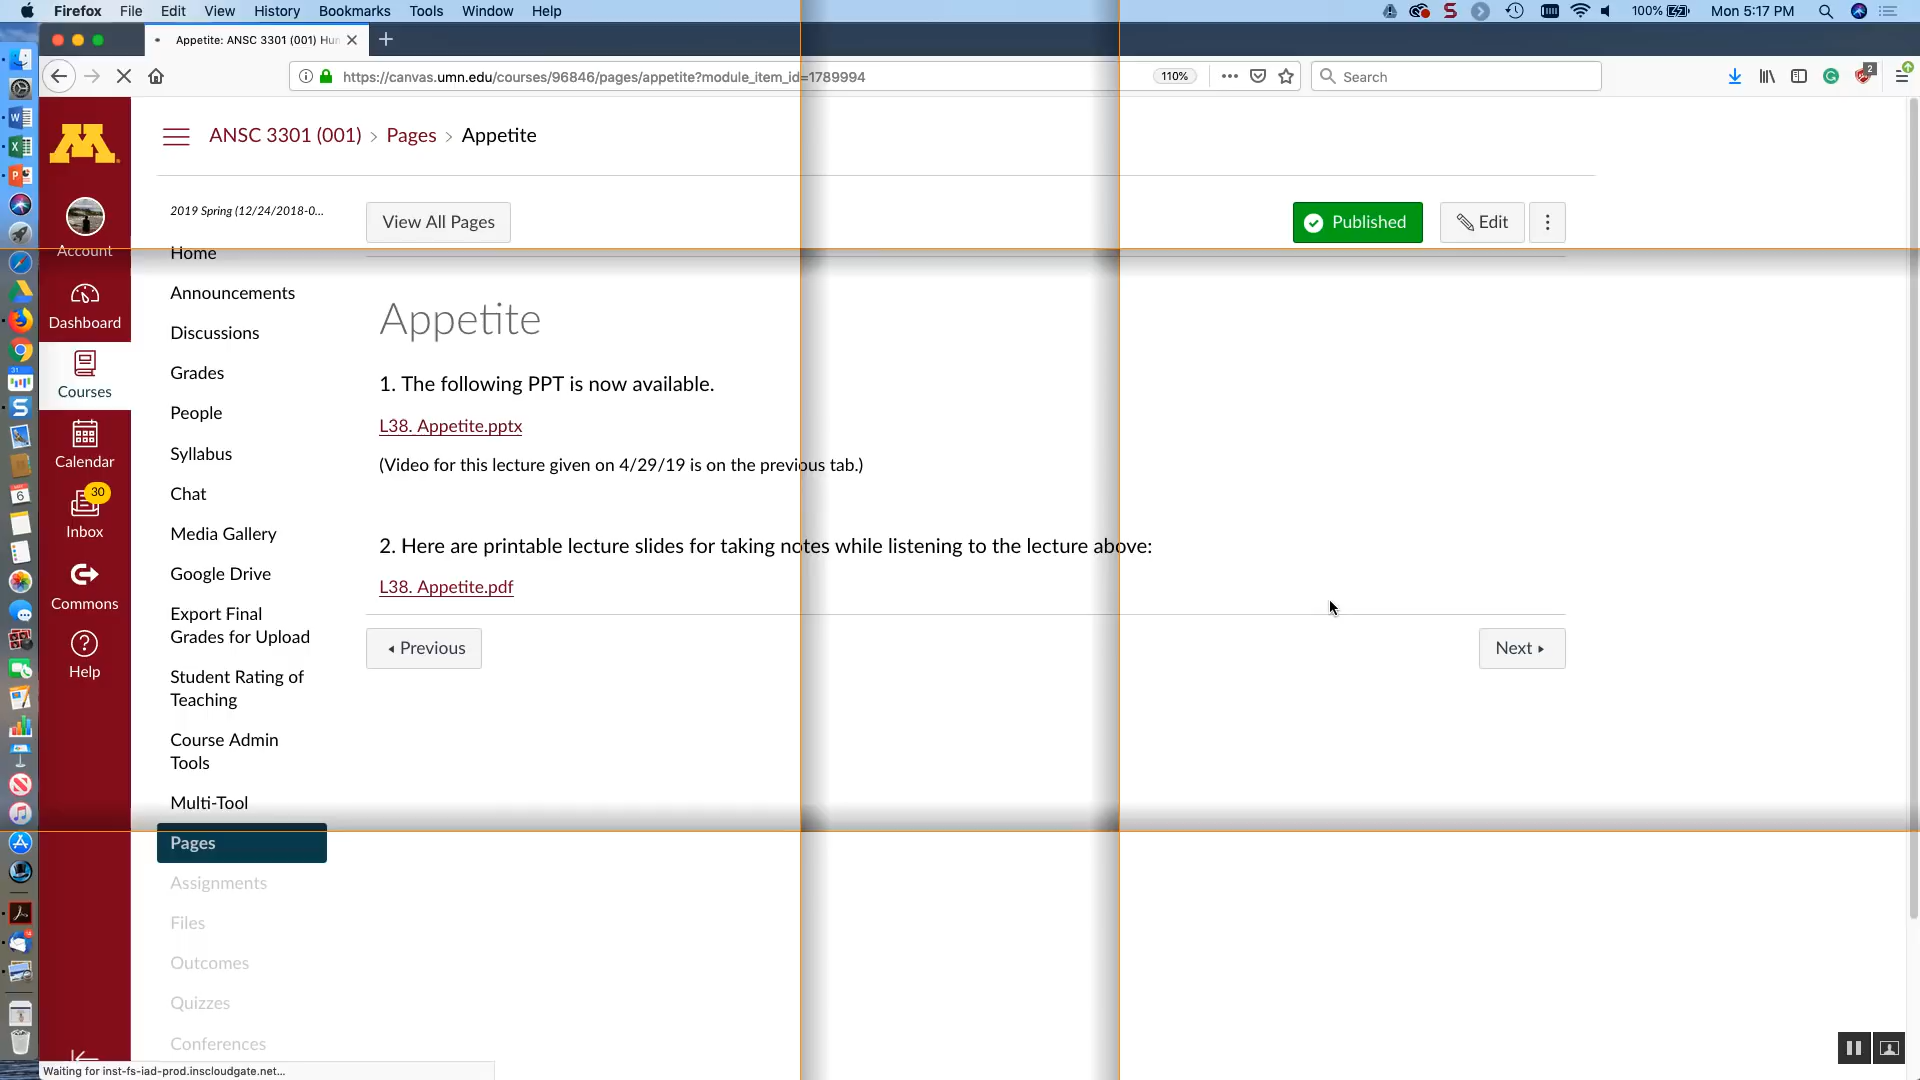 Firefox File Edit View History Bookmarks Tools Window Help 100% Mon 5:17 PM
Appetite: ANSC 3301 (001) Hu
https://canvas.umn.edu/courses/96846/pages/appetite?module_item_id=1789994 110% Search 2
ANSC 3301 (001) > Pages > Appetite
2019 Spring (12/24/2018-0...
View All Pages
Published
Edit
Account
Dashboard
Courses
Calendar
30
Inbox
Commons
Help
Home
Announcements
Discussions
Grades
People
Syllabus
Chat
Media Gallery
Google Drive
Export Final
Grades for Upload
Student Rating of
Teaching
Course Admin
Tools
Multi-Tool
Pages
Assignments
Files
Outcomes
Quizzes
Conferences
Appetite
1. The following PPT is now available.
L38. Appetite.pptx
(Video for this lecture given on 4/29/19 is on the previous tab.)
2. Here are printable lecture slides for taking notes while listening to the lecture above:
L38. Appetite.pdf
Previous
Next
Waiting for inst-fs-iad-prod.inscloudgate.net...